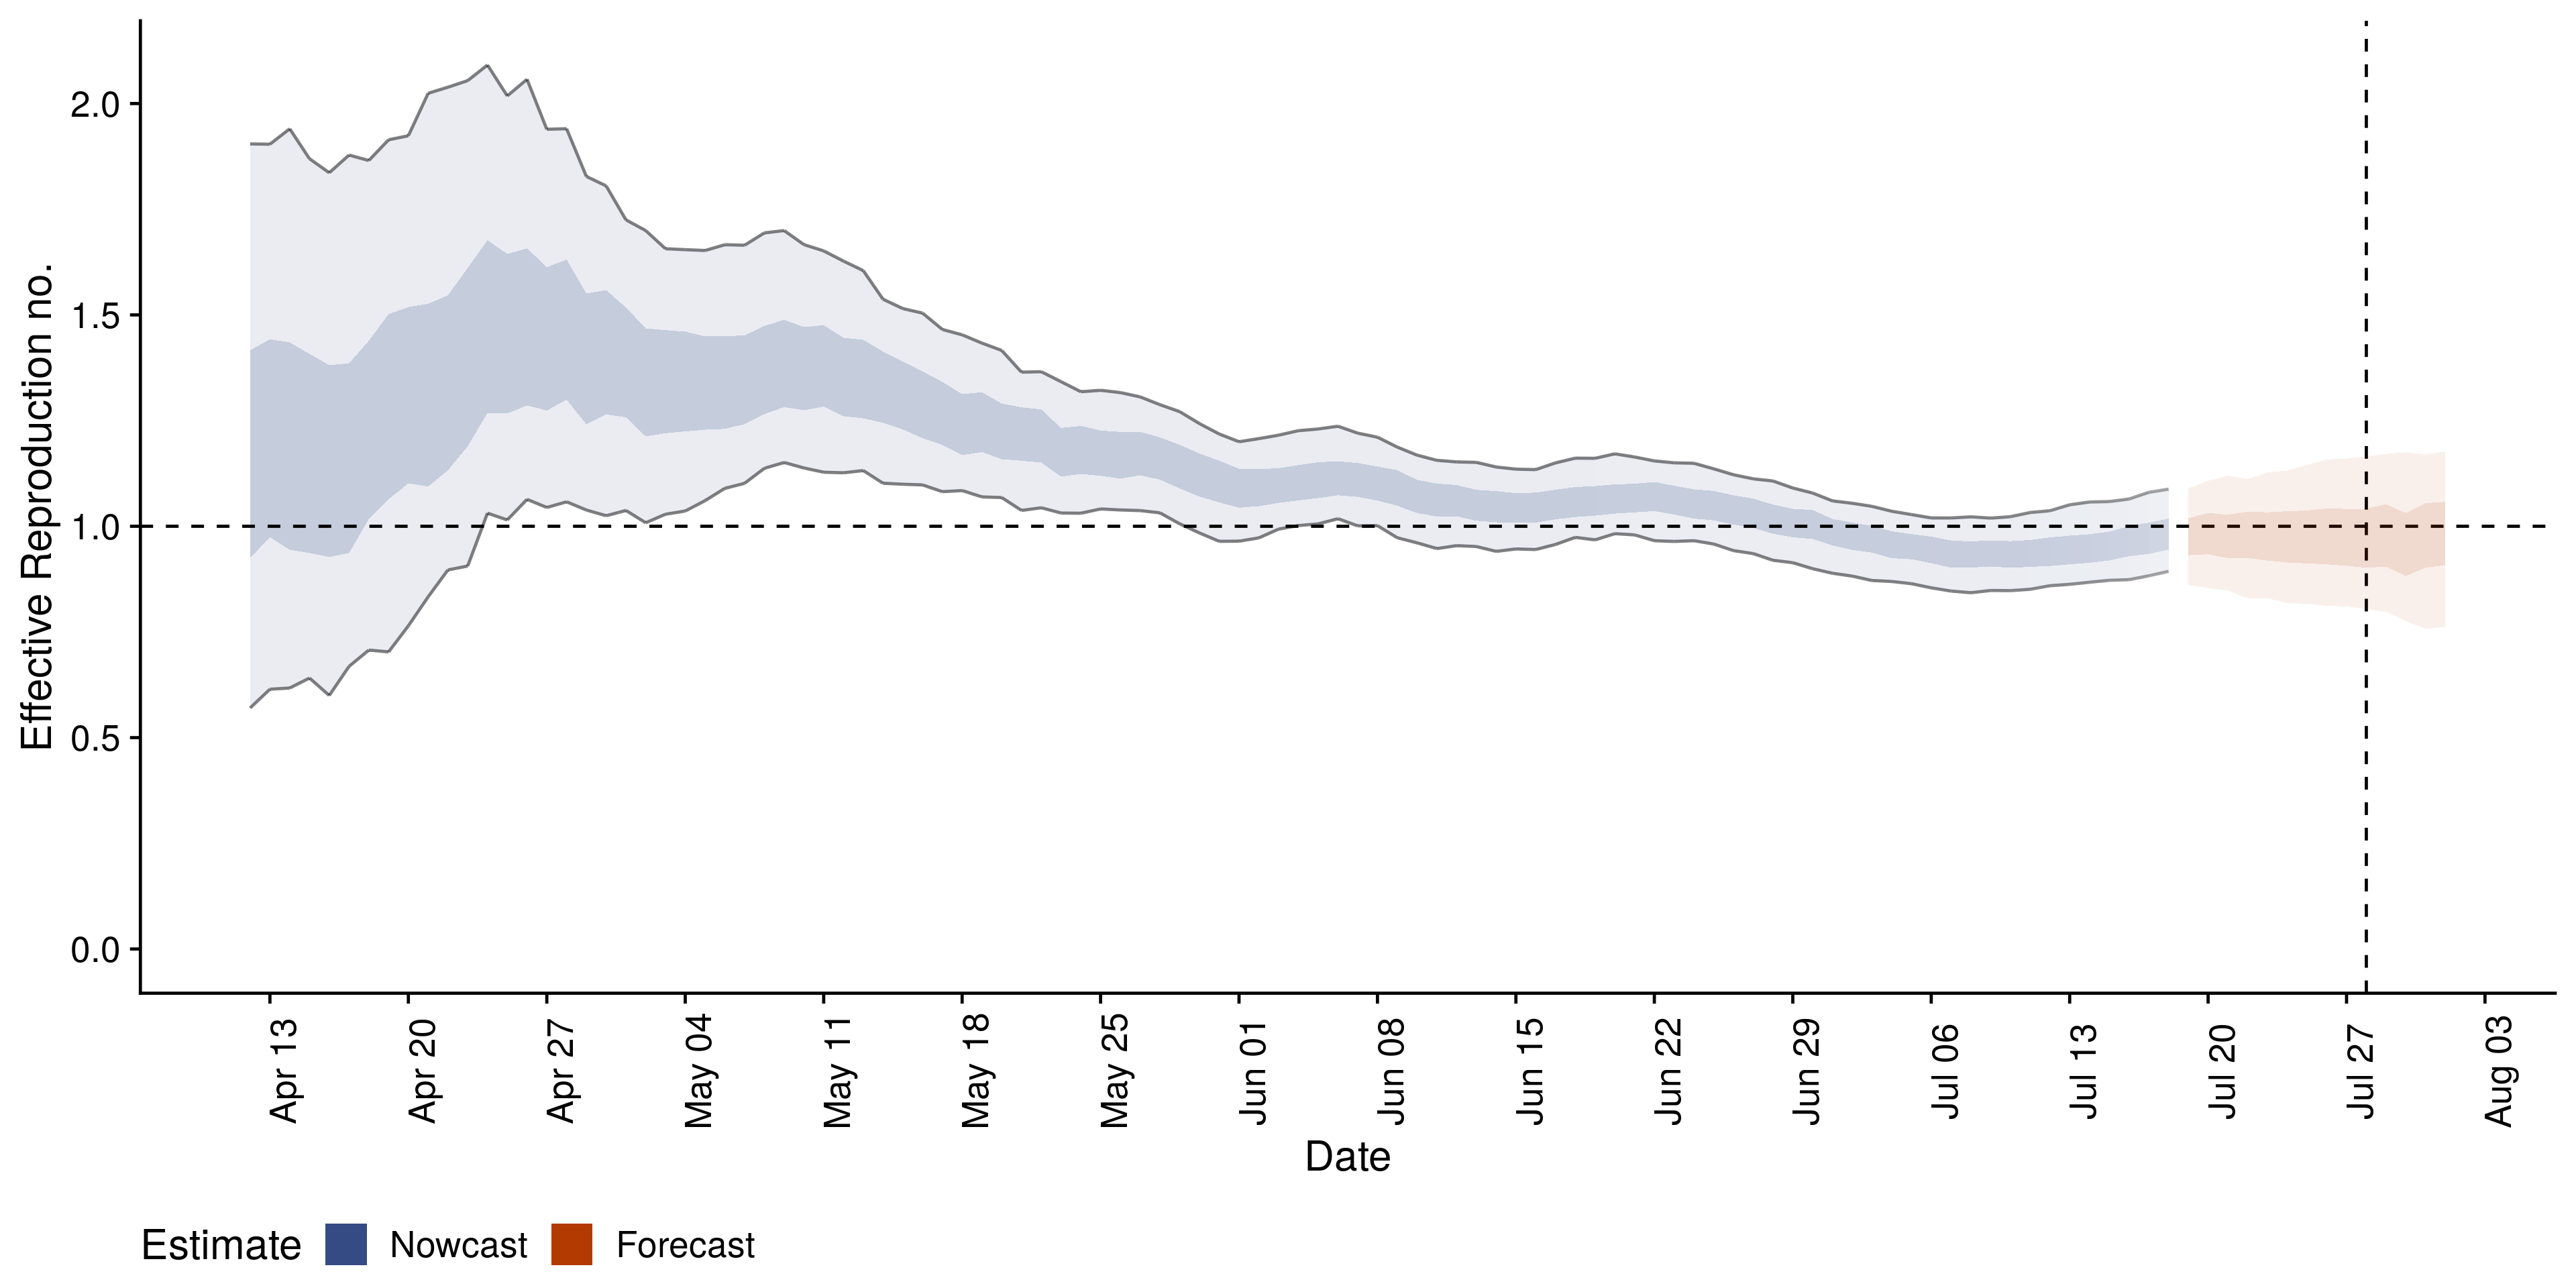 Effective Reproduction no.
2.0
1.5
1.0
0.5
0.0
Apr 13
Apr 20
Apr 27
May 04
May 11
May 18
May 25
Jun 01
Jun 08
Jun 15
Jun 22
Jun 29
Jul 06
Jul 13
Jul 20
Jul 27
Aug 03
Date
Estimate Nowcast Forecast